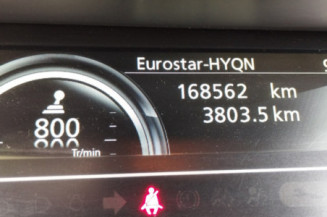 Eurostar-HYQN
168562 km
3803.5 km
800
Tr/min